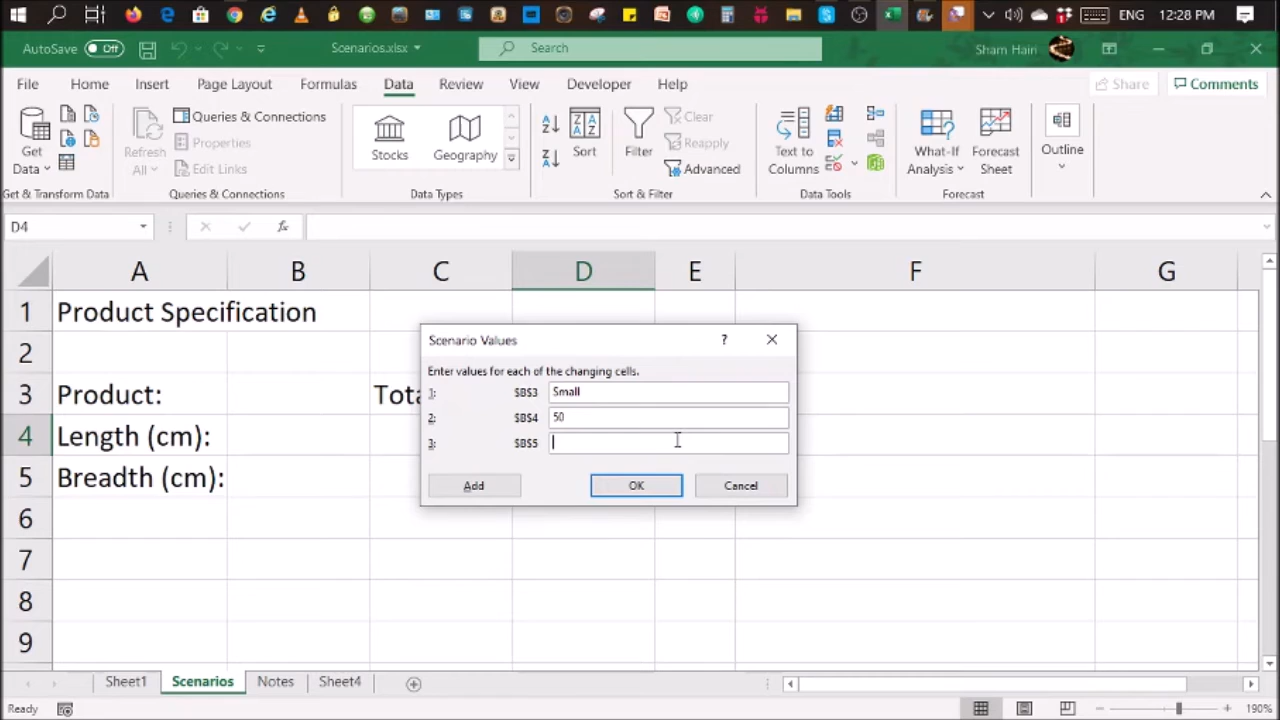 ENG 12:28 PM
AutoSave Off Scenarios.xlsx Search Sham Hain
File Home Insert Page Layout Formulas Data Review View Developer Help Share Comments
Get Data
Refresh All
Queries & Connections
Properties
Edit Links
Stocks Geography
Sort
Filter
Clear
Reapply
Advanced
Text to Columns
What-If Analysis
Forecast Sheet
Outline
Get & Transform Data Queries & Connections Data Types Sort & Filter Data Tools Forecast
D4 fx
A B C D E F G
1 Product Specification
2
3 Product:
4 Length (cm):
5 Breadth (cm):
6
7
8
9
Scenario Values ?
Enter values for each of the changing cells.
1: $B$3 Small
2: $B$4 50
3: $B$5
Add OK Cancel
Sheet1 Scenarios Notes Sheet4
Ready 190%